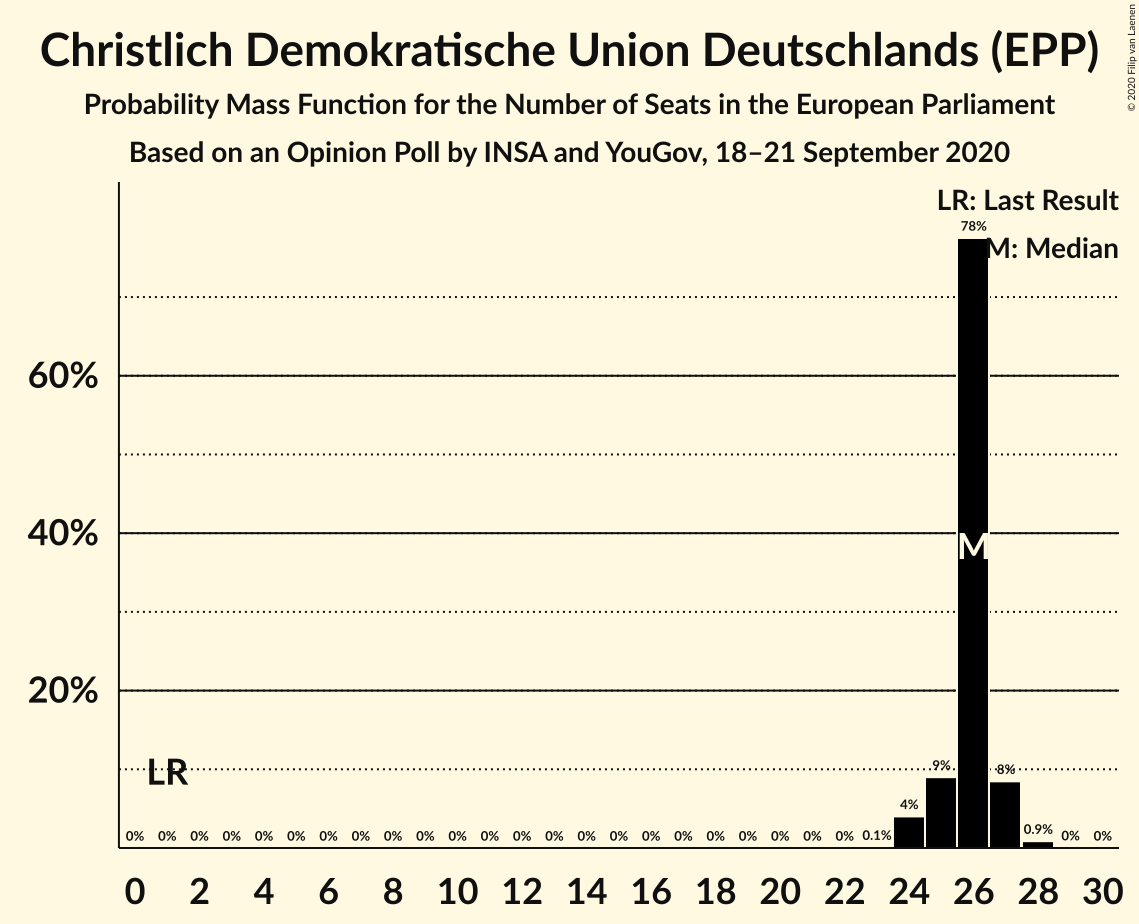 Christlich Demokratische Union Deutschlands (EPP)
Probability Mass Function for the Number of Seats in the European Parliament
Based on an Opinion Poll by INSA and YouGov, 18–21 September 2020
© 2020 Filip van Laenen
LR: Last Result
78%
M: Median
60%
40%
M
20%
LR
9% 8%
4%
0.9%
0% 0% 0% 0% 0% 0% 0% 0% 0% 0% 0% 0% 0% 0% 0% 0% 0% 0% 0% 0% 0% 0% 0% 0.1% 0% 0%
0 2 4 6 8 10 12 14 16 18 20 22 24 26 28 30